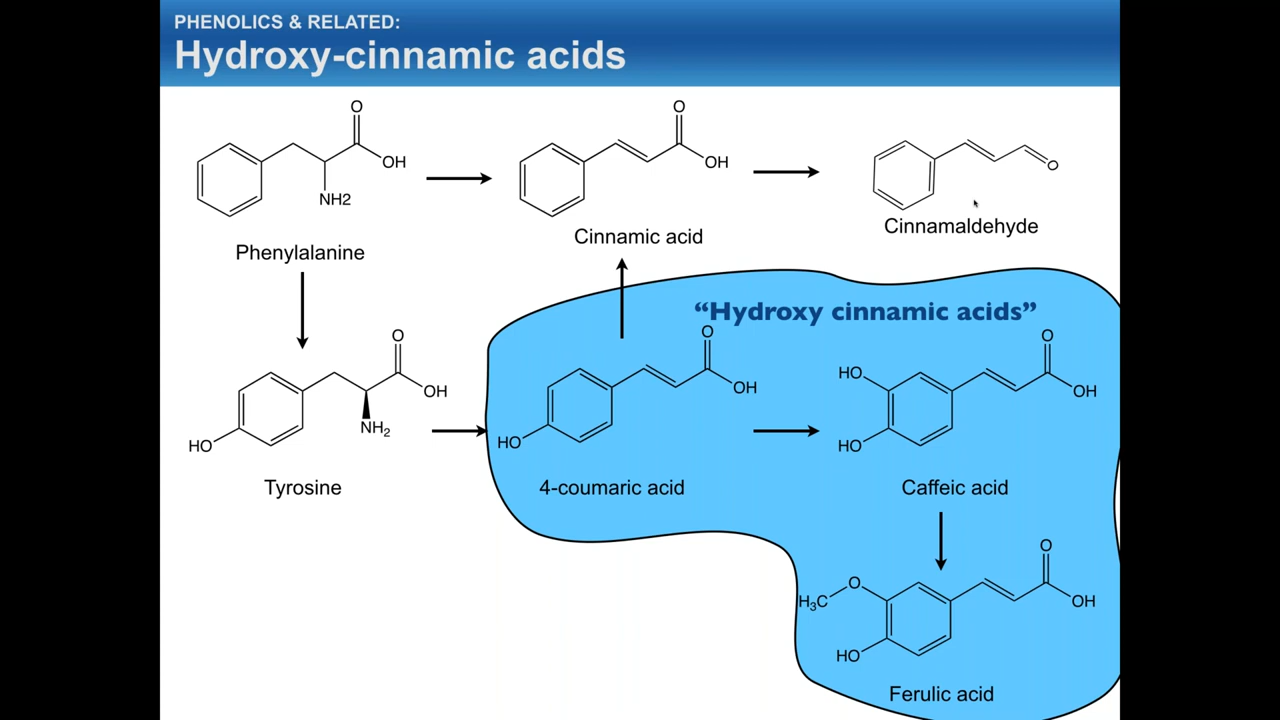 PHENOLICS & RELATED:
Hydroxy-cinnamic acids
O
OH
NH2
Phenylalanine
O
OH
Cinnamic acid
O
Cinnamaldehyde
O
OH
NH2
HO
Tyrosine
“Hydroxy cinnamic acids”
O
OH
HO
4-coumaric acid
O
HO
OH
HO
Caffeic acid
O
O
H3C
OH
HO
Ferulic acid